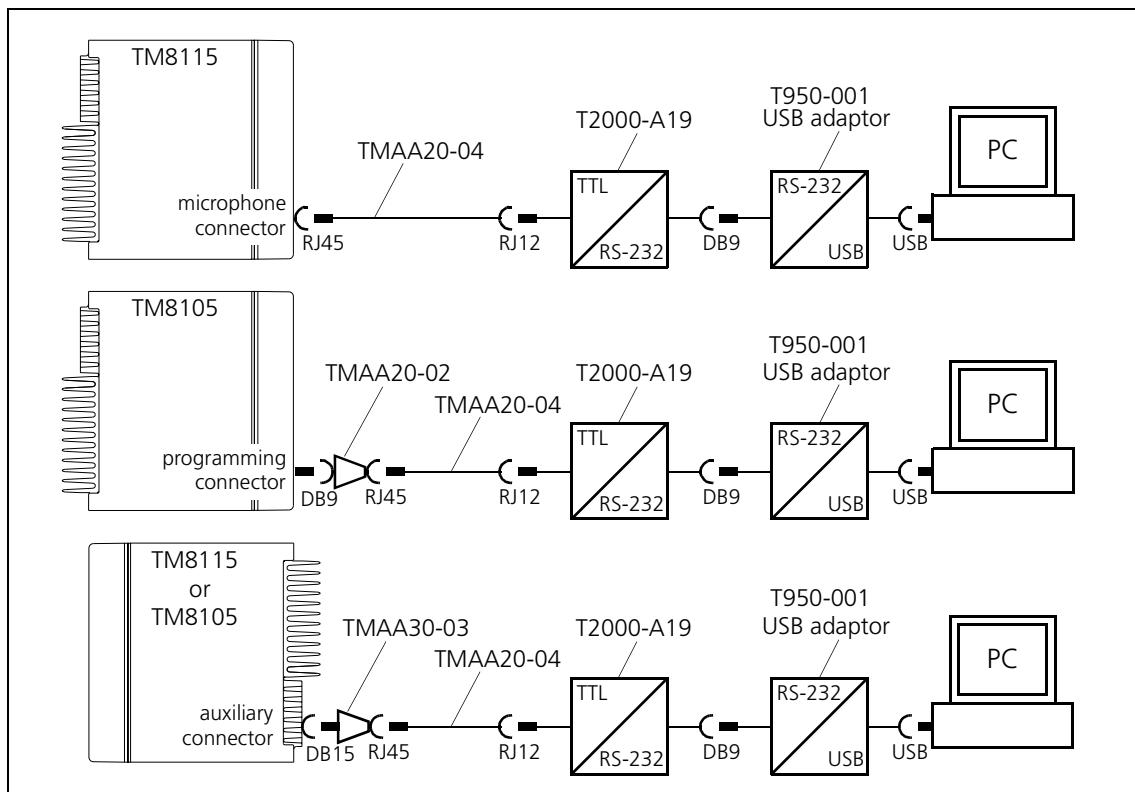 TM8115
TMAA20-04
T2000-A19
T950-001
USB adaptor
microphone
connector
RJ45
RJ12
TTL
RS-232
DB9
RS-232
USB
USB
PC
TM8105
TMAA20-02
TMAA20-04
T2000-A19
T950-001
USB adaptor
programming
connector
DB9
RJ45
RJ12
TTL
RS-232
DB9
RS-232
USB
USB
PC
TM8115
or
TM8105
TMAA30-03
TMAA20-04
T2000-A19
T950-001
USB adaptor
auxiliary
connector
DB15
RJ45
RJ12
TTL
RS-232
DB9
RS-232
USB
USB
PC